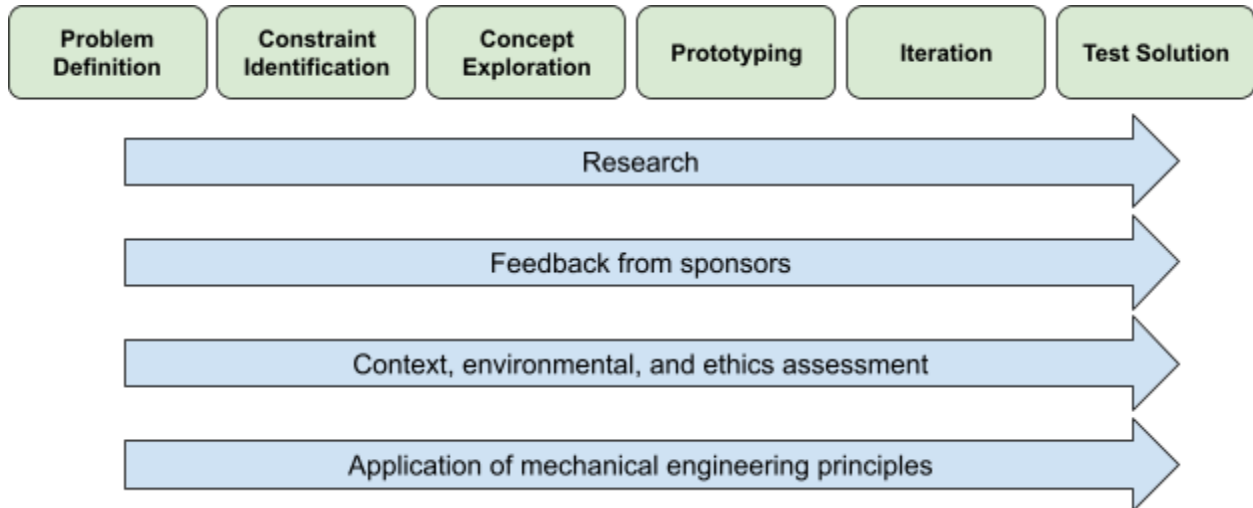 Problem
Definition
Constraint
Identification
Concept
Exploration
Prototyping
Iteration
Test Solution
Research
Feedback from sponsors
Context, environmental, and ethics assessment
Application of mechanical engineering principles